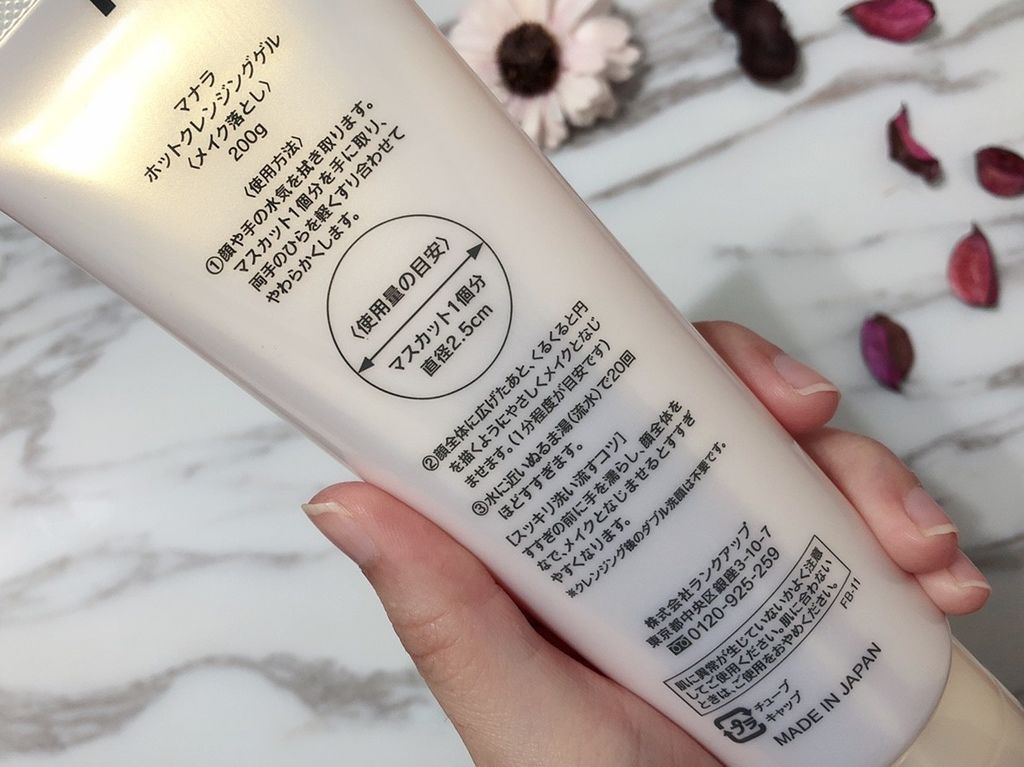 マナラ
ホットクレンジングゲル
〈メイク落とし〉
200g
〈使用方法〉
①顔や手の水気を拭き取ります。
マスカット1個分を手に取り、
両手のひらを軽くすり合わせて
やわらかくします。
〈使用量の目安〉
マスカット1個分
直径2.5cm
②顔全体に広げたあと、くるくると円
を描くようにやさしくメイクとなじ
ませます。(1分程度が目安です)
③水に近いぬるま湯(流水)で20回
ほどすすぎます。
[スッキリ洗い流すコツ]
すすぎの前に手を濡らし、顔全体を
なで、メイクとなじませるとすすぎ
やすくなります。
※クレンジング後のダブル洗顔は不要です。
株式会社ランクアップ
東京都中央区銀座3-10-7
0120-925-259
肌に異常が生じていないかよく注意
してご使用ください。肌に合わない
ときは、ご使用をおやめください。
FB-11
プラ
チューブ
キャップ
MADE IN JAPAN